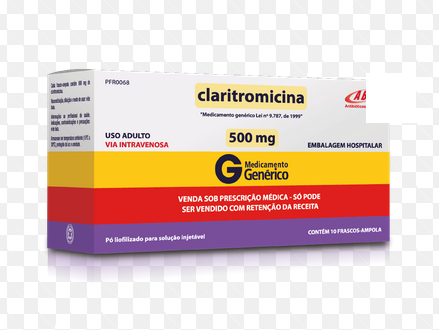 PFR0068
claritromicina
"Medicamento genérico Lei nº 9.787, de 1999"
AB
Antibióticos
USO ADULTO
VIA INTRAVENOSA
500 mg
EMBALAGEM HOSPITALAR
G Medicamento
Genérico
VENDA SOB PRESCRIÇÃO MÉDICA - SÓ PODE
SER VENDIDO COM RETENÇÃO DA RECEITA
Pó liofilizado para solução injetável
CONTÉM 10 FRASCOS-AMPOLA